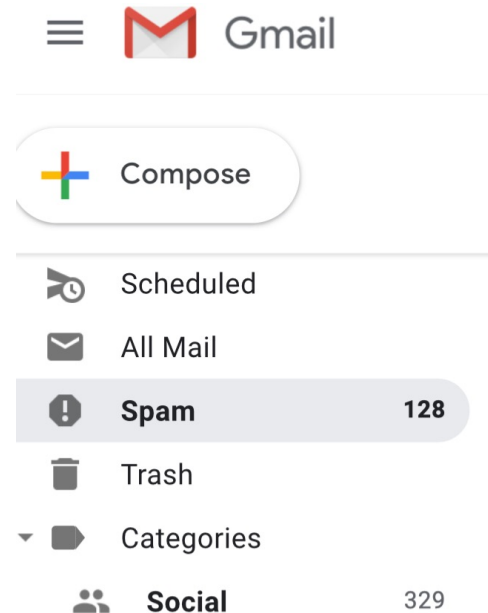 Gmail
Compose
Scheduled
All Mail
Spam 128
Trash
Categories
Social 329